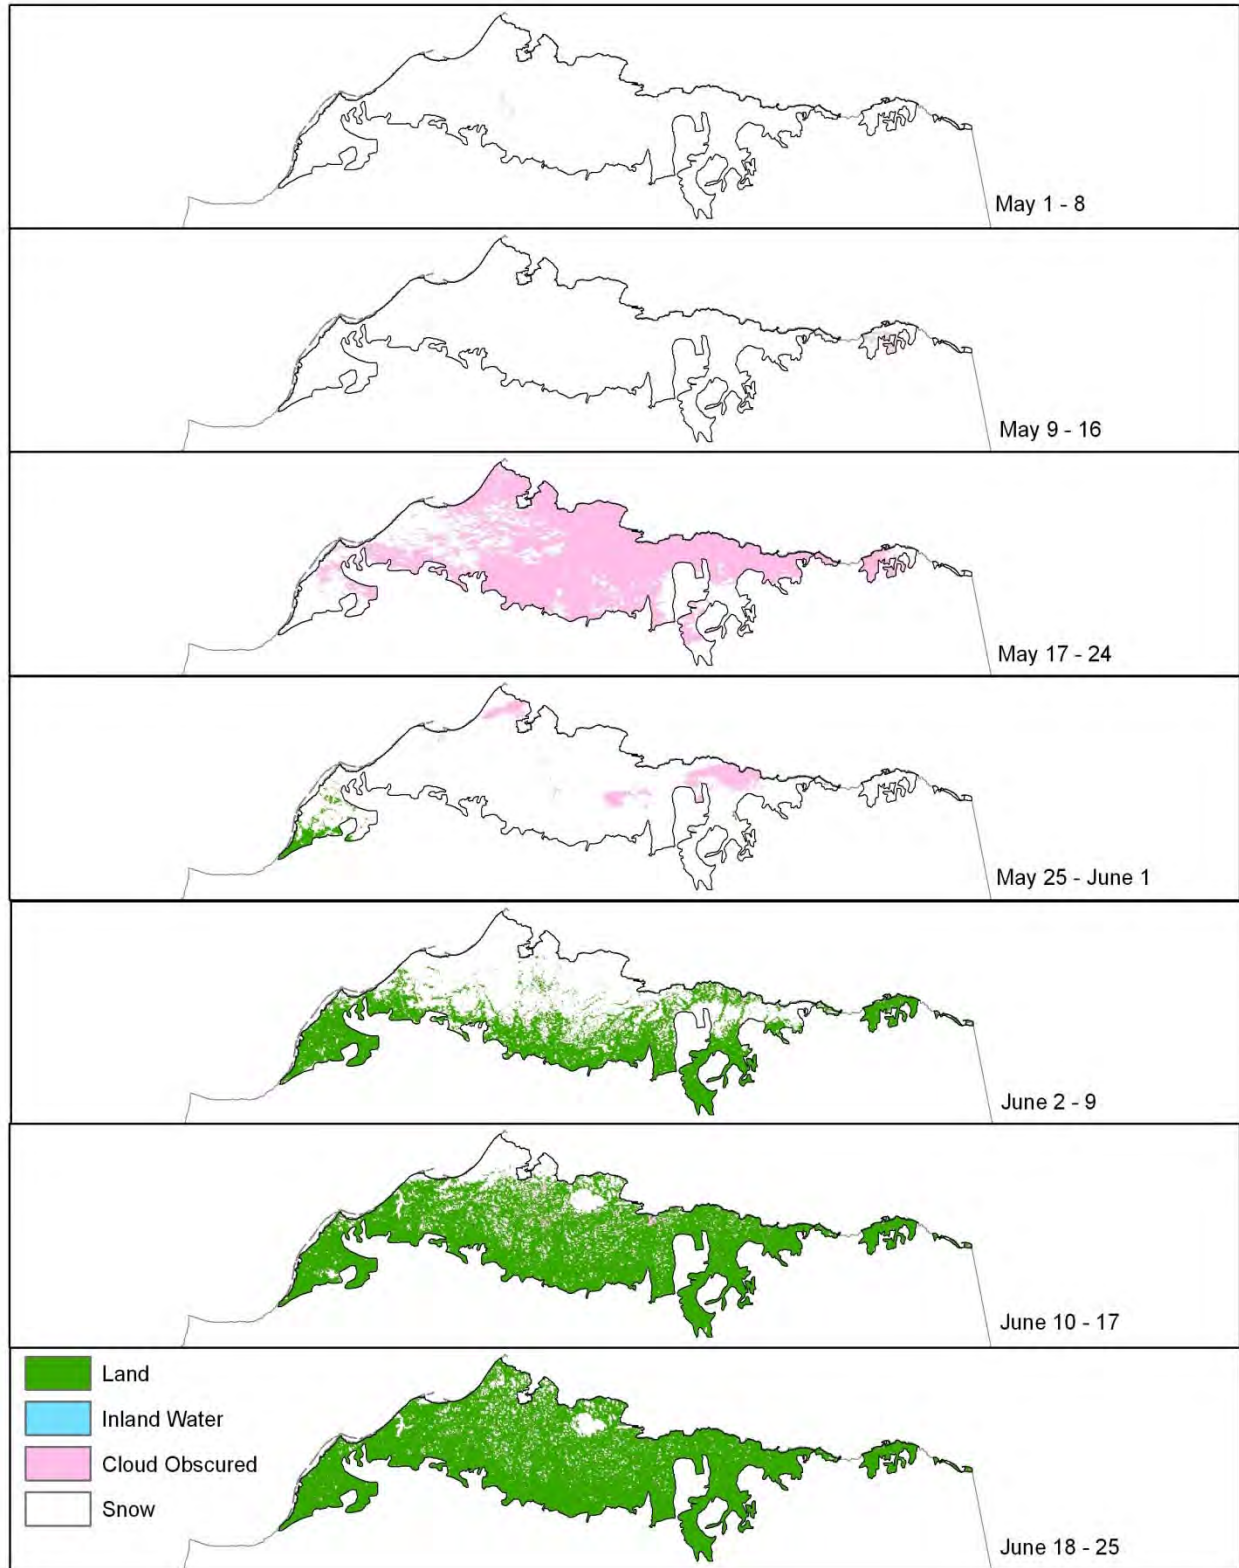 May 1 - 8
May 9 - 16
May 17 - 24
May 25 - June 1
June 2 - 9
June 10 - 17
Land
Inland Water
Cloud Obscured
Snow
June 18 - 25